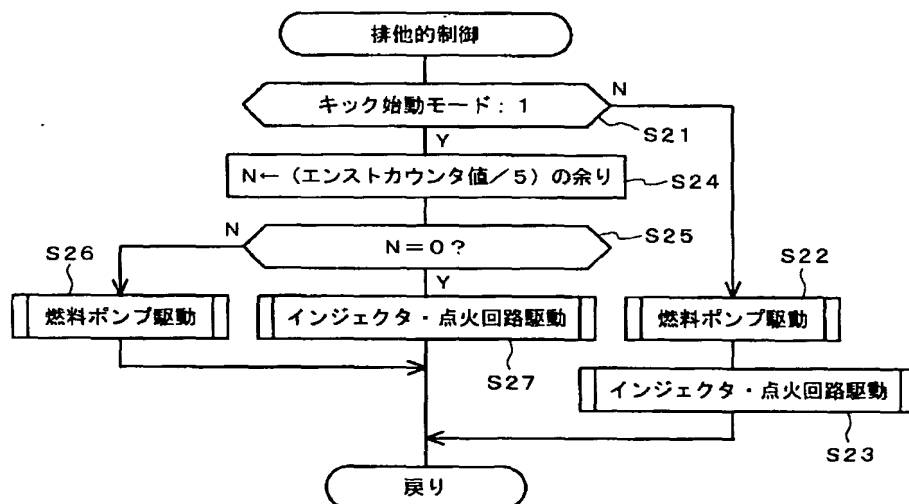 排他的制御
キック始動モード：１
N
S21
Y
N←（エンストカウンタ値／５）の余り
S24
N
N＝０？
S25
S26
Y
S22
燃料ポンプ駆動
インジェクタ・点火回路駆動
燃料ポンプ駆動
S27
インジェクタ・点火回路駆動
S23
戻り